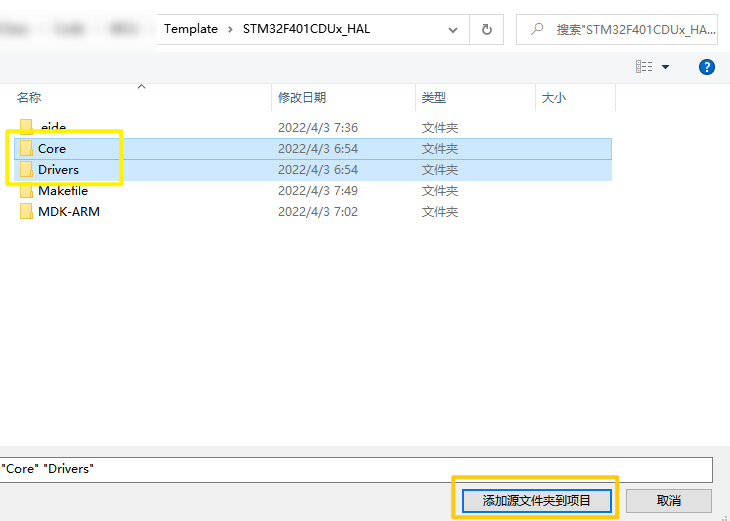 Template > STM32F401CDUx_HAL
搜索"STM32F401CDUx_HA...
?
名称 修改日期 类型 大小
.eide 2022/4/3 7:36 文件夹
Core 2022/4/3 6:54 文件夹
Drivers 2022/4/3 6:54 文件夹
Makefile 2022/4/3 7:49 文件夹
MDK-ARM 2022/4/3 7:02 文件夹
"Core" "Drivers"
添加源文件夹到项目 取消